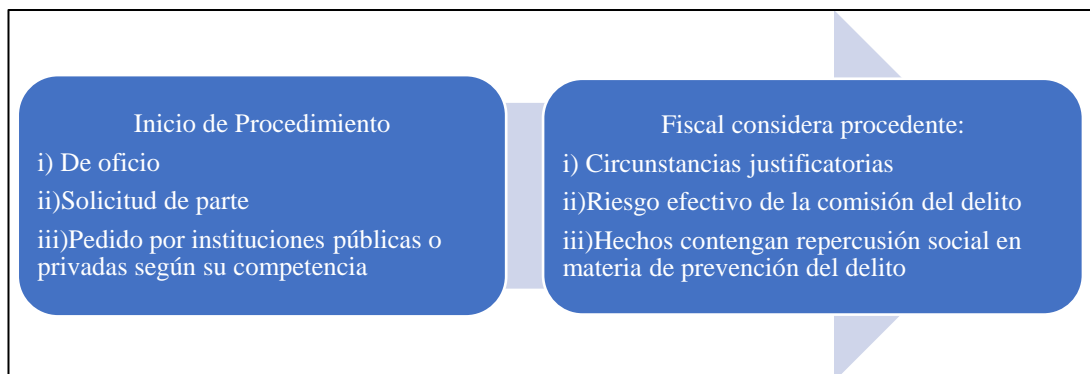 Inicio de Procedimiento
i) De oficio
ii)Solicitud de parte
iii)Pedido por instituciones públicas o
privadas según su competencia
Fiscal considera procedente:
i) Circunstancias justificatorias
ii)Riesgo efectivo de la comisión del delito
iii)Hechos contengan repercusión social en
materia de prevención del delito